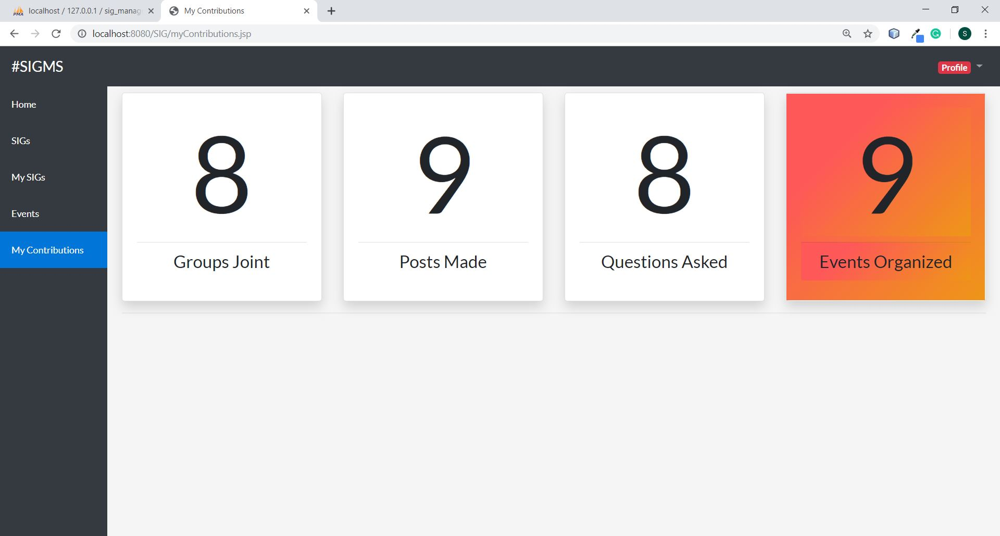 localhost / 127.0.0.1 / sig_manag
My Contributions
localhost:8080/SIG/myContributions.jsp
S
#SIGMS
Profile
Home
SIGs
My SIGs
Events
My Contributions
8
Groups Joint
9
Posts Made
8
Questions Asked
9
Events Organized
PMA
G